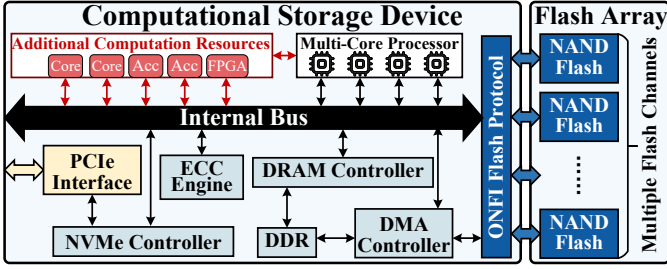 Computational Storage Device
Flash Array
Additional Computation Resources
Core Core Acc Acc FPGA
Multi-Core Processor
Internal Bus
PCIe
Interface
ECC
Engine
DRAM Controller
NVMe Controller
DDR
DMA
Controller
ONFI Flash Protocol
NAND
Flash
NAND
Flash
......
NAND
Flash
Multiple Flash Channels